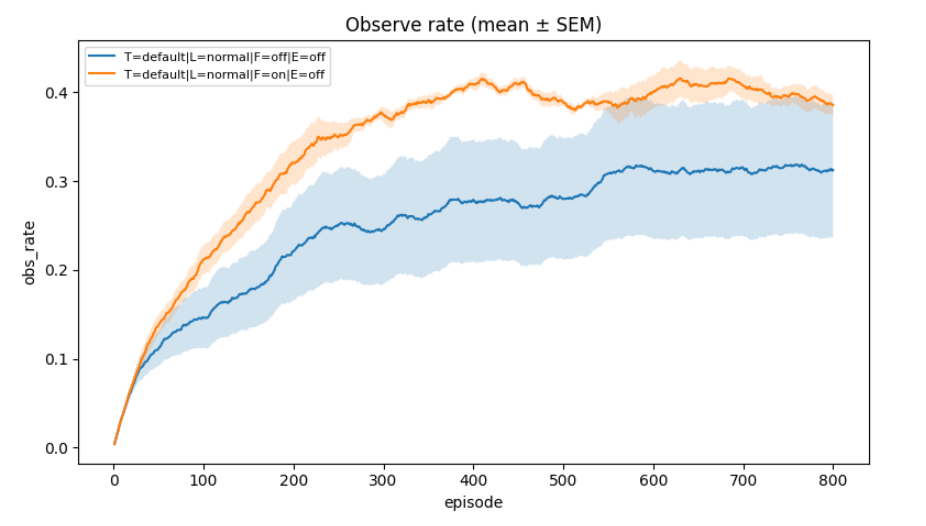 Observe rate (mean ± SEM)
T=default|L=normal|F=off|E=off
T=default|L=normal|F=on|E=off
0.4
0.3
0.2
0.1
0.0
obs_rate
0 100 200 300 400 500 600 700 800
episode